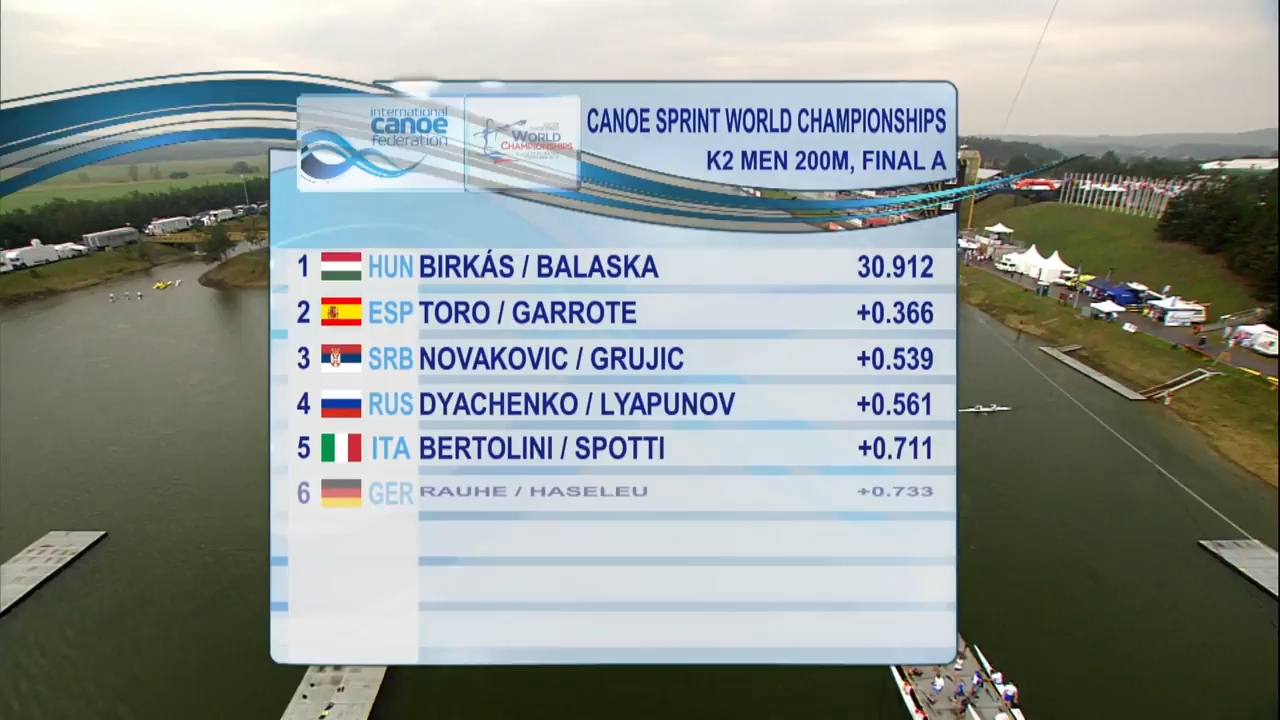 international
canoe
federation
WORLD
CHAMPIONSHIPS
CANOE SPRINT WORLD CHAMPIONSHIPS
K2 MEN 200M, FINAL A
1 HUN BIRKÁS / BALASKA 30.912
2 ESP TORO / GARROTE +0.366
3 SRB NOVAKOVIC / GRUJIC +0.539
4 RUS DYACHENKO / LYAPUNOV +0.561
5 ITA BERTOLINI / SPOTTI +0.711
6 GER RAUHE / HASELEU +0.733